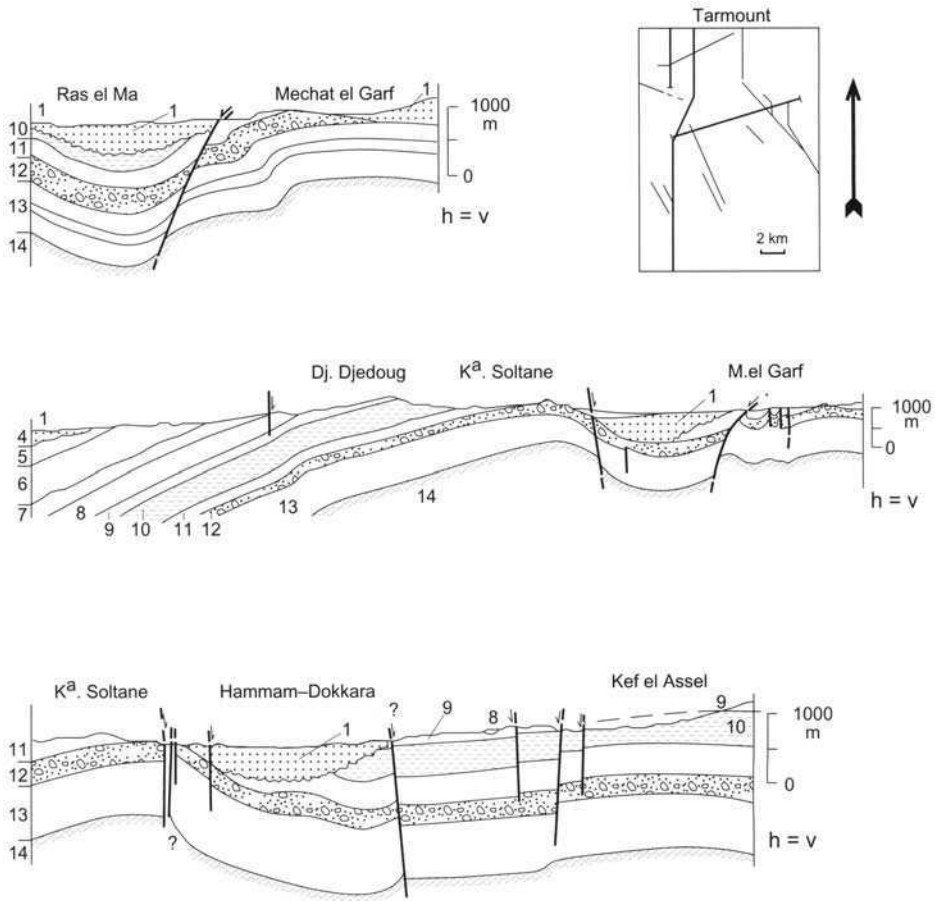 Tarmount
Ras el Ma Mechat el Garf
1 1 1
1000
m
0
10
11
12
13
14
h = v
2 km
Dj. Djedoug Kª. Soltane M.el Garf
1 1
1000
m
0
4
5
6
7 8 9 10 11 12 13 14
h = v
Kª. Soltane Hammam–Dokkara Kef el Assel
? 9 8 9
1 10
1000
m
0
11
12
13
14
?
h = v